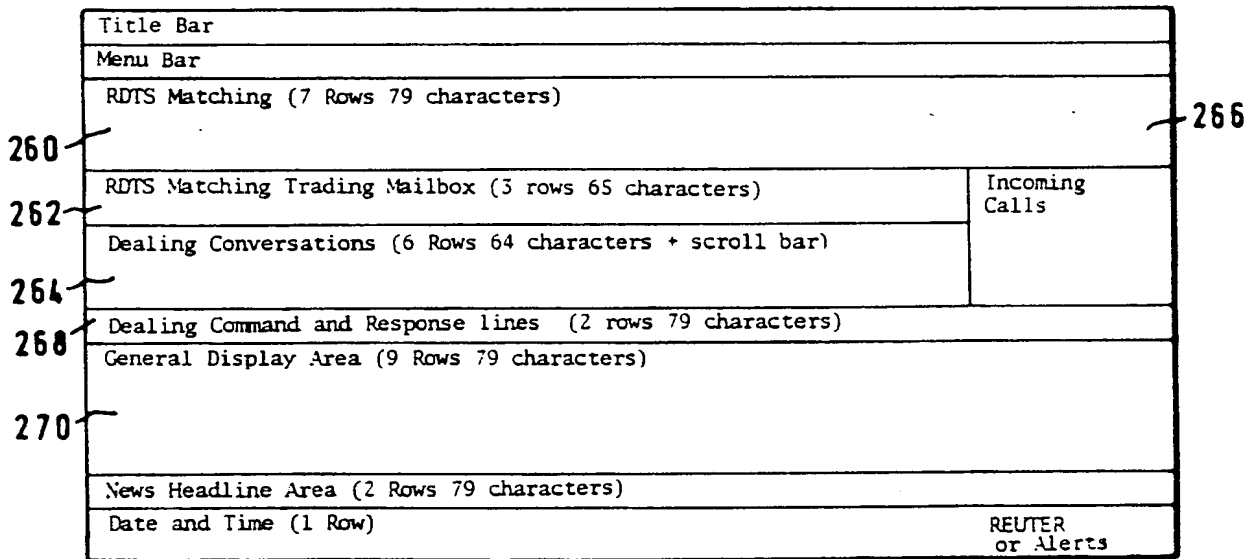 Title Bar
Menu Bar
RDTS Matching (7 Rows 79 characters)
266
260
RDTS Matching Trading Mailbox (3 rows 65 characters)
Incoming
Calls
262
Dealing Conversations (6 Rows 64 characters + scroll bar)
264
268
Dealing Command and Response lines (2 rows 79 characters)
General Display Area (9 Rows 79 characters)
270
News Headline Area (2 Rows 79 characters)
Date and Time (1 Row)
REUTER
or Alerts